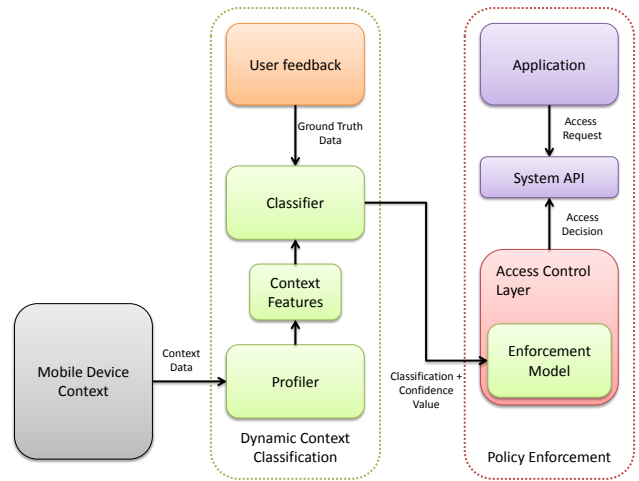 User feedback
Ground Truth
Data
Classifier
Context
Features
Profiler
Mobile Device
Context
Context
Data
Dynamic Context
Classification
Application
Access
Request
System API
Access
Decision
Access Control
Layer
Enforcement
Model
Classification +
Confidence
Value
Policy Enforcement